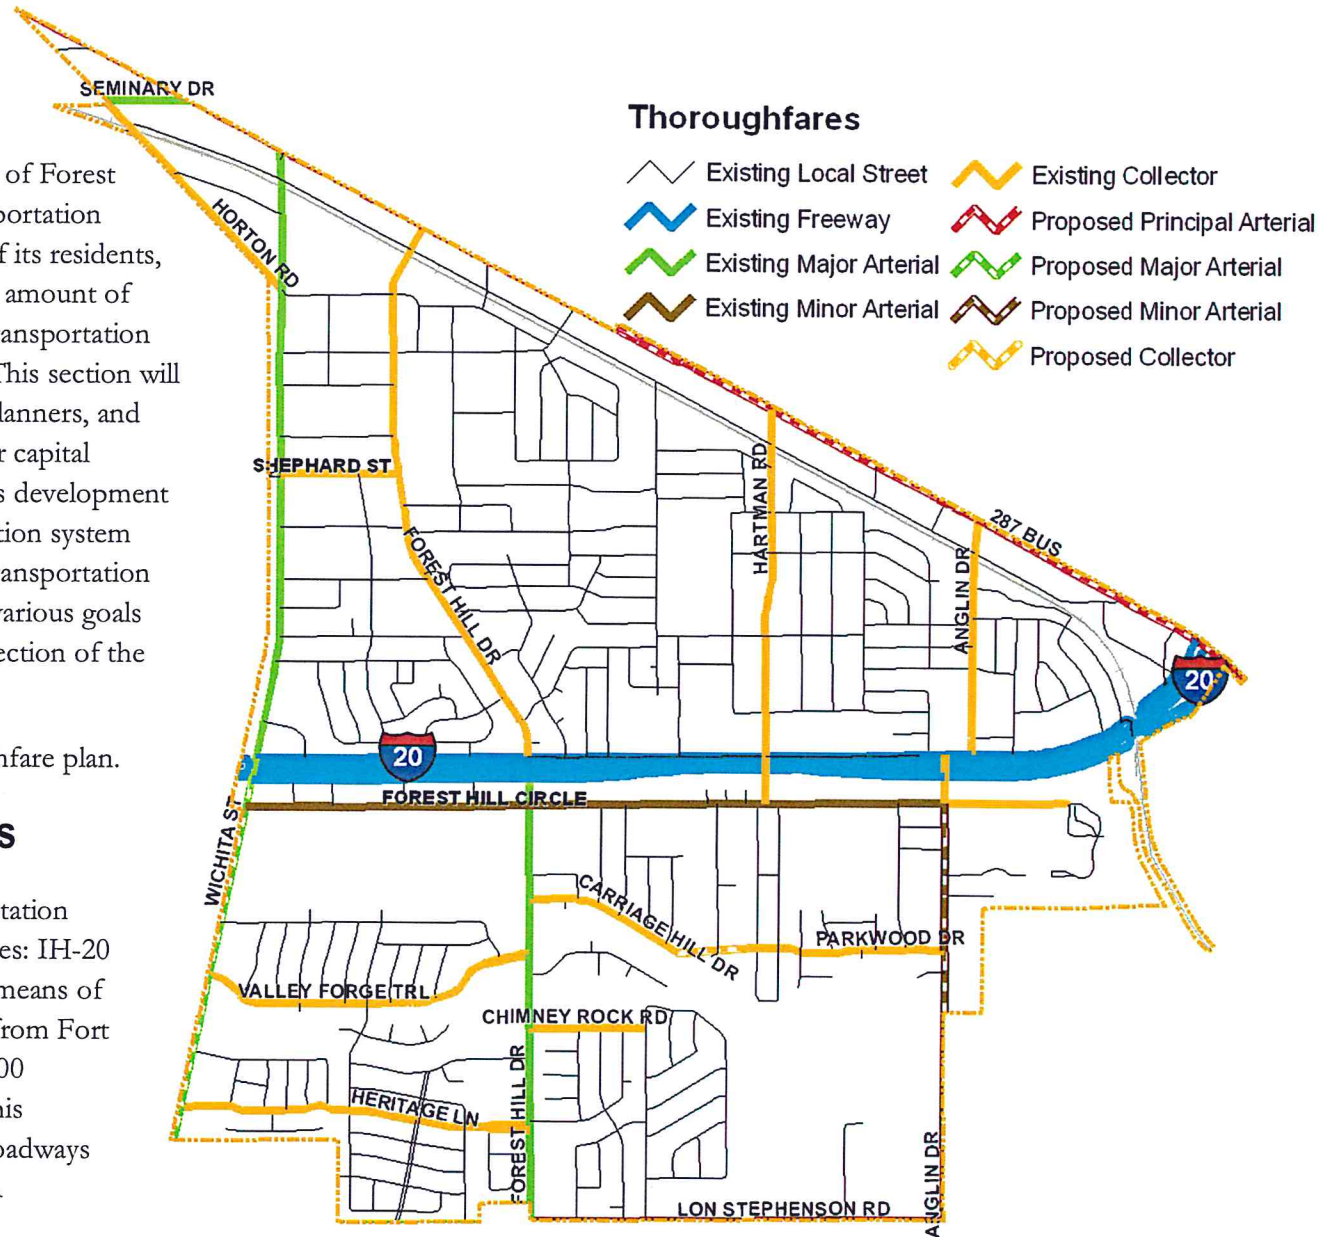 of Forest
portation
f its residents,
amount of
ansportation
This section will
lanners, and
r capital
s development
tion system
ansportation
various goals
ection of the
nfare plan.
s
tation
es: IH-20
means of
from Fort
00
nis
oadways
Thoroughfares
Existing Local Street
Existing Freeway
Existing Major Arterial
Existing Minor Arterial
Existing Collector
Proposed Principal Arterial
Proposed Major Arterial
Proposed Minor Arterial
Proposed Collector
SEMINARY DR
HORTON RD
SHEPHARD ST
FOREST HILL DR
HARTMAN RD
ANGLIN DR
287 BUS
20
20
FOREST HILL CIRCLE
WICHITA ST
CARRIAGE HILL DR
PARKWOOD DR
VALLEY FORGE TRL
CHIMNEY ROCK RD
HERITAGE LN
FOREST HILL DR
LON STEPHENSON RD
ANGLIN DR